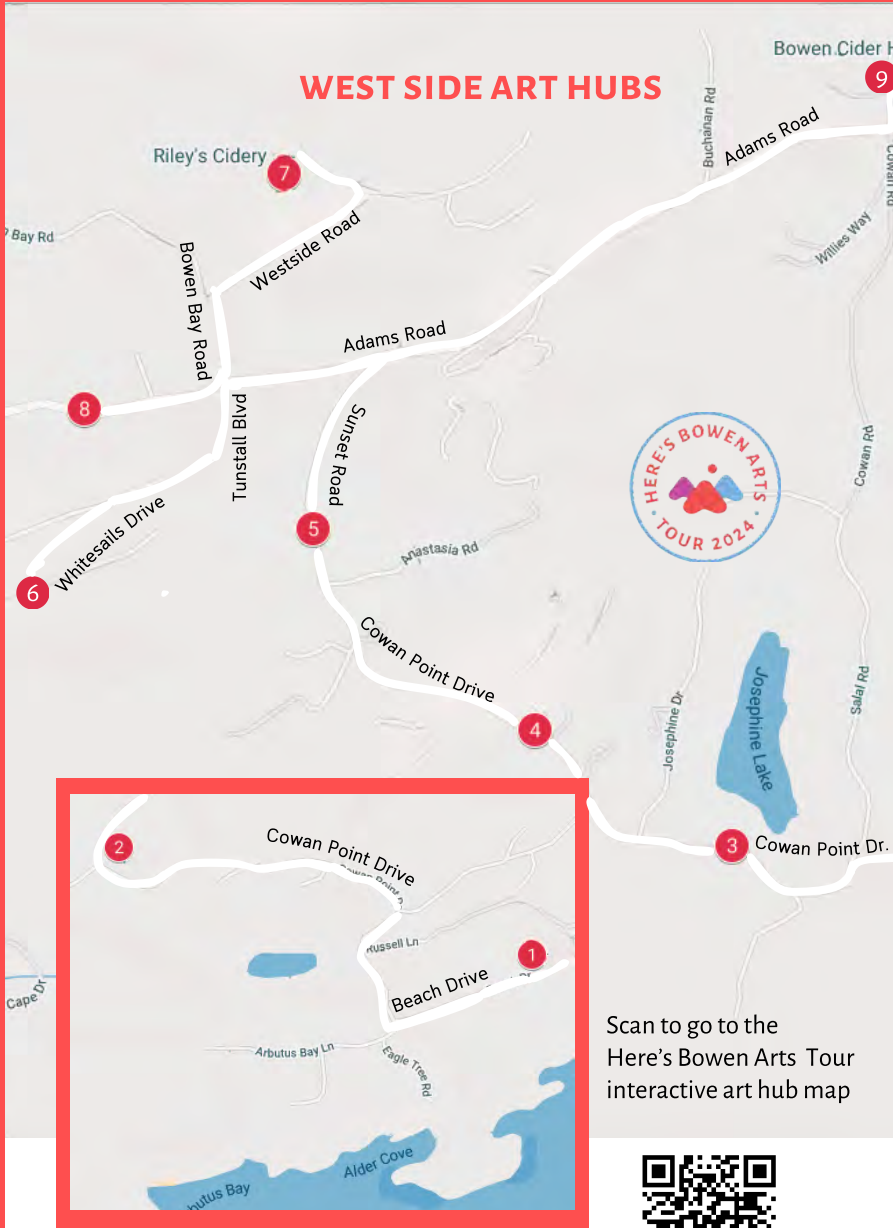 WEST SIDE ART HUBS
Bowen Cider H
9
Buchanan Rd
Adams Road
Cowan Rd
Riley's Cidery
7
Bay Rd
Westside Road
Willies Way
Bowen Bay Road
Adams Road
8
Tunstall Blvd
Sunset Road
HERE'S BOWEN ARTS
• TOUR 2024 •
Cowan Rd
Whitesails Drive
5
Anastasia Rd
6
Cowan Point Drive
Josephine Lake
Salal Rd
Josephine Dr
4
3
Cowan Point Dr.
2
Cowan Point Drive
Russell Ln
1
Beach Drive
Cape Dr
Arbutus Bay Ln
Eagle Tree Rd
Alder Cove
butus Bay
Scan to go to the
Here's Bowen Arts Tour
interactive art hub map